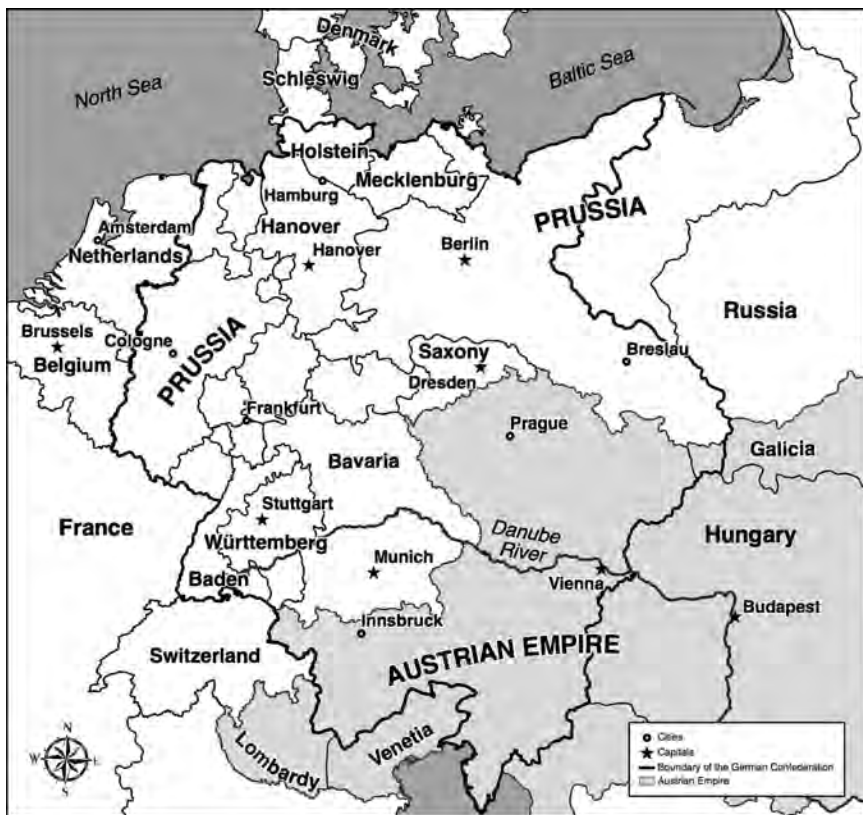 Denmark
North Sea
Baltic Sea
Schleswig
Holstein
Mecklenburg
Hamburg
PRUSSIA
Amsterdam
Hanover
Hanover
Berlin
Netherlands
Russia
Brussels
Cologne
PRUSSIA
Saxony
Breslau
Belgium
Dresden
Frankfurt
Prague
Galicia
Bavaria
Stuttgart
France
Danube
River
Hungary
Württemberg
Munich
Baden
Vienna
Budapest
Innsbruck
Switzerland
AUSTRIAN EMPIRE
Lombardy
Venetia
N
W
E
S
Cities
Capitals
Boundary of the German Confederation
Austrian Empire